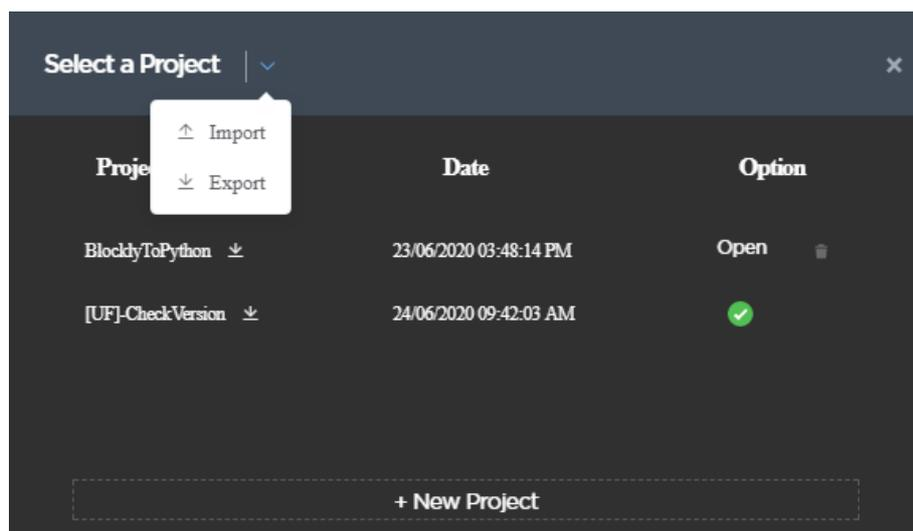 Select a Project
Import
Export
Date
Option
BlocklyToPython
23/06/2020 03:48:14 PM
Open
[UF]-CheckVersion
24/06/2020 09:42:03 AM
+ New Project